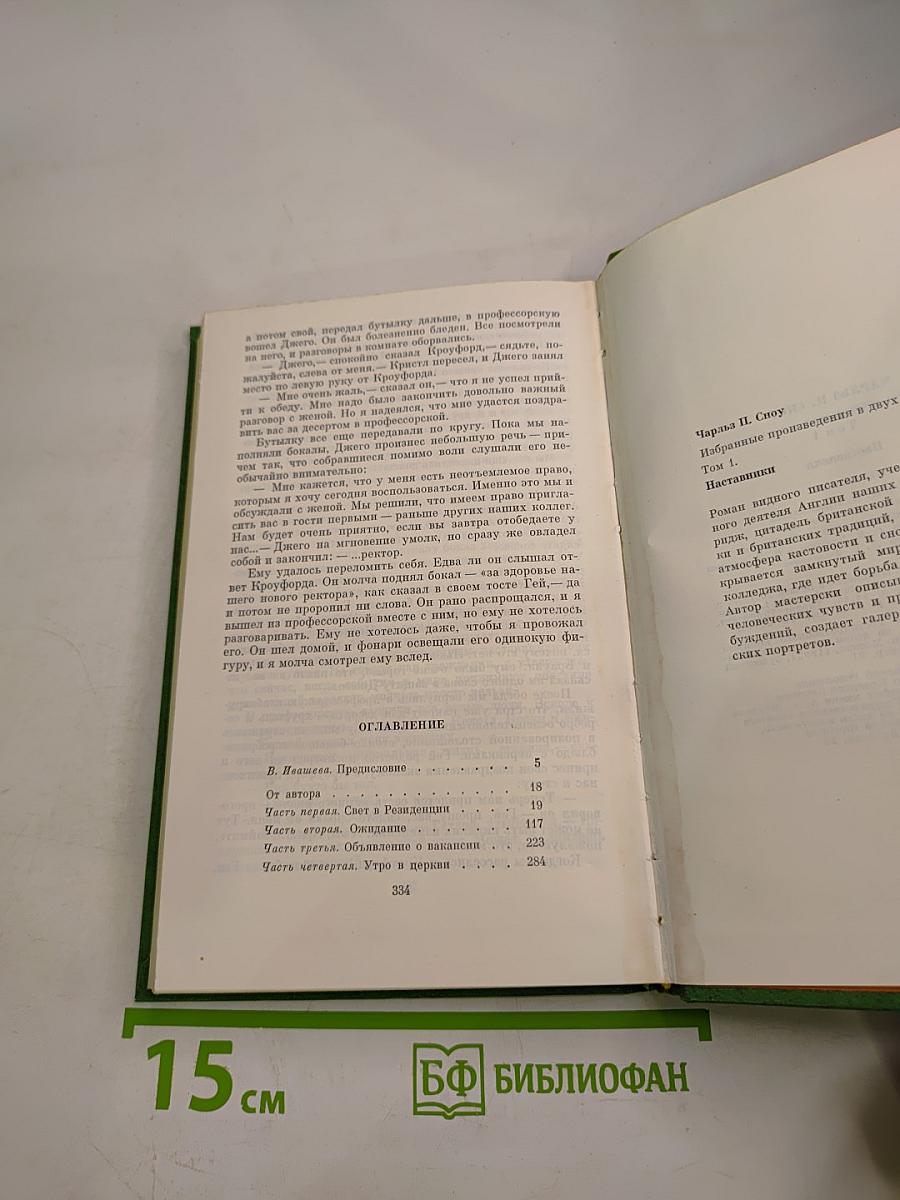 а потом свой, передал бутылку дальше, в профессорскую
вошел Джего. Он был болезненно бледен. Все посмотрели
на него, и разговоры в комнате оборвались.
— Джего,— спокойно сказал Кроуфорд,— сядьте, по-
жалуйста, слева от меня.— Кристл пересел, и Джего занял
место по левую руку от Кроуфорда.
— Мне очень жаль,— сказал он,— что я не успел прий-
ти к обеду. Мне надо было закончить довольно важный
разговор с женой. Но я надеялся, что мне удастся поздра-
вить вас за десертом в профессорской.
Бутылку все еще передавали по кругу. Пока мы на-
полняли бокалы, Джего произнес небольшую речь — при-
чем так, что собравшиеся помимо воли слушали его не-
обычайно внимательно:
— Мне кажется, что у меня есть неотъемлемое право,
которым я хочу сегодня воспользоваться. Именно это мы и
обсуждали с женой. Мы решили, что имеем право пригла-
сить вас в гости первыми — раньше других наших коллег.
Нам будет очень приятно, если вы завтра отобедаете у
нас...— Джего на мгновение умолк, но сразу же овладел
собой и закончил: — ...ректор.
Ему удалось переломить себя. Едва ли он слышал от-
вет Кроуфорда. Он молча поднял бокал — «за здоровье на-
шего нового ректора», как сказал в своем тосте Гей,— да
и потом не проронил ни слова. Он рано распрощался, и я
вышел из профессорской вместе с ним, но ему не хотелось
разговаривать. Ему не хотелось даже, чтобы я провожал
его. Он шел домой, и фонари освещали его одинокую фи-
гуру, и я молча смотрел ему вслед.
ОГЛАВЛЕНИЕ
В. Ивашева. Предисловие . . . . . . . 5
От автора . . . . . . . . . . . . . 18
Часть первая. Свет в Резиденции . . . . 19
Часть вторая. Ожидание . . . . . . . 117
Часть третья. Объявление о вакансии . . 223
Часть четвертая. Утро в церкви . . . . 284
334
Чарльз П. Сноу
Избранные произведения в двух
Том 1.
Наставники
Роман видного писателя, уче
ного деятеля Англии наших
ридж, цитадель британской
ки и британских традиций,
атмосфера кастовости и сно
крывается замкнутый мир
колледжа, где идет борьба
Автор мастерски описы
человеческих чувств и пр
буждений, создает галер
ских портретов.
15 см
БФ БИБЛИОФАН